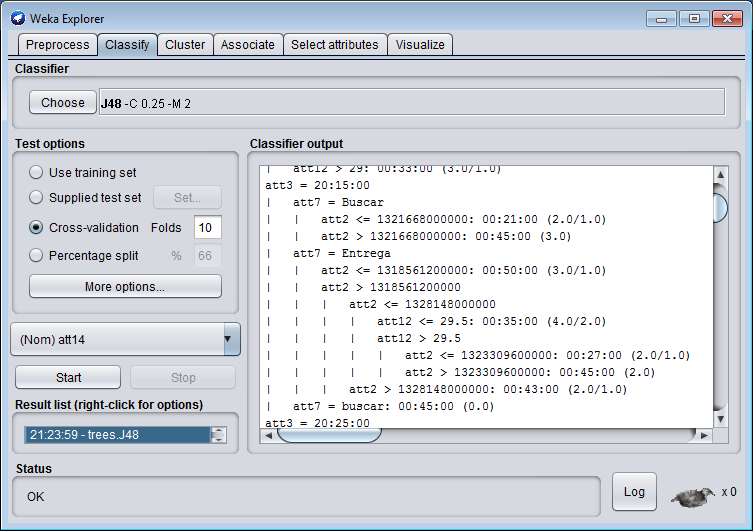 Weka Explorer
Preprocess Classify Cluster Associate Select attributes Visualize
Classifier
Choose J48 -C 0.25 -M 2
Test options
Use training set
Supplied test set Set...
Cross-validation Folds 10
Percentage split % 66
More options...
(Nom) att14
Start Stop
Result list (right-click for options)
21:23:59 - trees.J48
Classifier output
| att12 > 29: 00:33:00 (3.0/1.0)
att3 = 20:15:00
| att7 = Buscar
| | att2 <= 1321668000000: 00:21:00 (2.0/1.0)
| | att2 > 1321668000000: 00:45:00 (3.0)
| att7 = Entrega
| | att2 <= 1318561200000: 00:50:00 (3.0/1.0)
| | att2 > 1318561200000
| | | att2 <= 1328148000000
| | | | att12 <= 29.5: 00:35:00 (4.0/2.0)
| | | | att12 > 29.5
| | | | | att2 <= 1323309600000: 00:27:00 (2.0/1.0)
| | | | | att2 > 1323309600000: 00:45:00 (2.0)
| | | att2 > 1328148000000: 00:43:00 (2.0/1.0)
| att7 = buscar: 00:45:00 (0.0)
att3 = 20:25:00
Status
OK
Log x 0